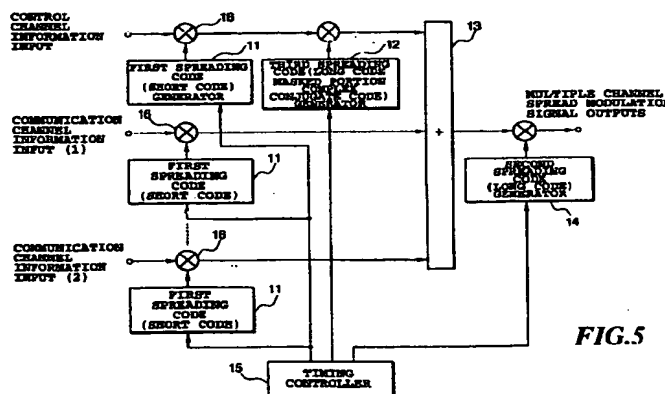 CONTROL
CHANNEL
INFORMATION
INPUT
18
11
FIRST SPREADING
CODE
(SHORT CODE)
GENERATOR
12
THIRD SPREADING
CODE(LONG CODE
MASKED PORTION
COMPLEX
CONJUGATE CODE)
GENERATOR
13
+
MULTIPLE CHANNEL
SPREAD MODULATION
SIGNAL OUTPUTS
COMMUNICATION
CHANNEL
INFORMATION
INPUT (1)
16
11
FIRST
SPREADING
CODE
(SHORT CODE)
SECOND
SPREADING
CODE
(LONG CODE)
GENERATOR
14
COMMUNICATION
CHANNEL
INFORMATION
INPUT (2)
18
11
FIRST
SPREADING
CODE
(SHORT CODE)
15
TIMING
CONTROLLER
FIG.5